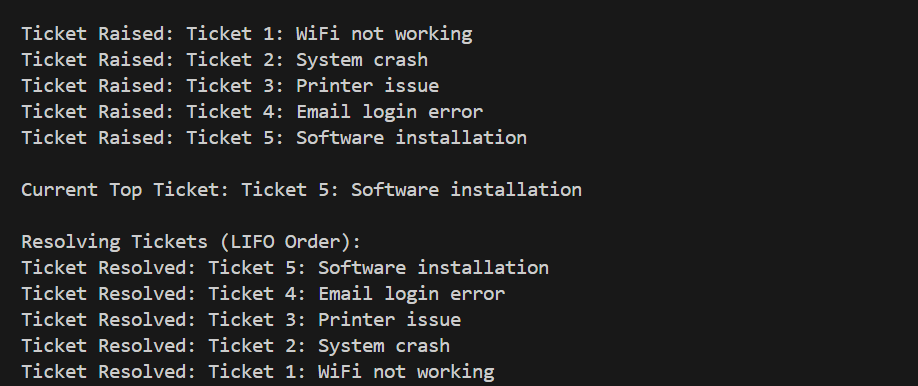 Ticket Raised: Ticket 1: WiFi not working
Ticket Raised: Ticket 2: System crash
Ticket Raised: Ticket 3: Printer issue
Ticket Raised: Ticket 4: Email login error
Ticket Raised: Ticket 5: Software installation
Current Top Ticket: Ticket 5: Software installation
Resolving Tickets (LIFO Order):
Ticket Resolved: Ticket 5: Software installation
Ticket Resolved: Ticket 4: Email login error
Ticket Resolved: Ticket 3: Printer issue
Ticket Resolved: Ticket 2: System crash
Ticket Resolved: Ticket 1: WiFi not working